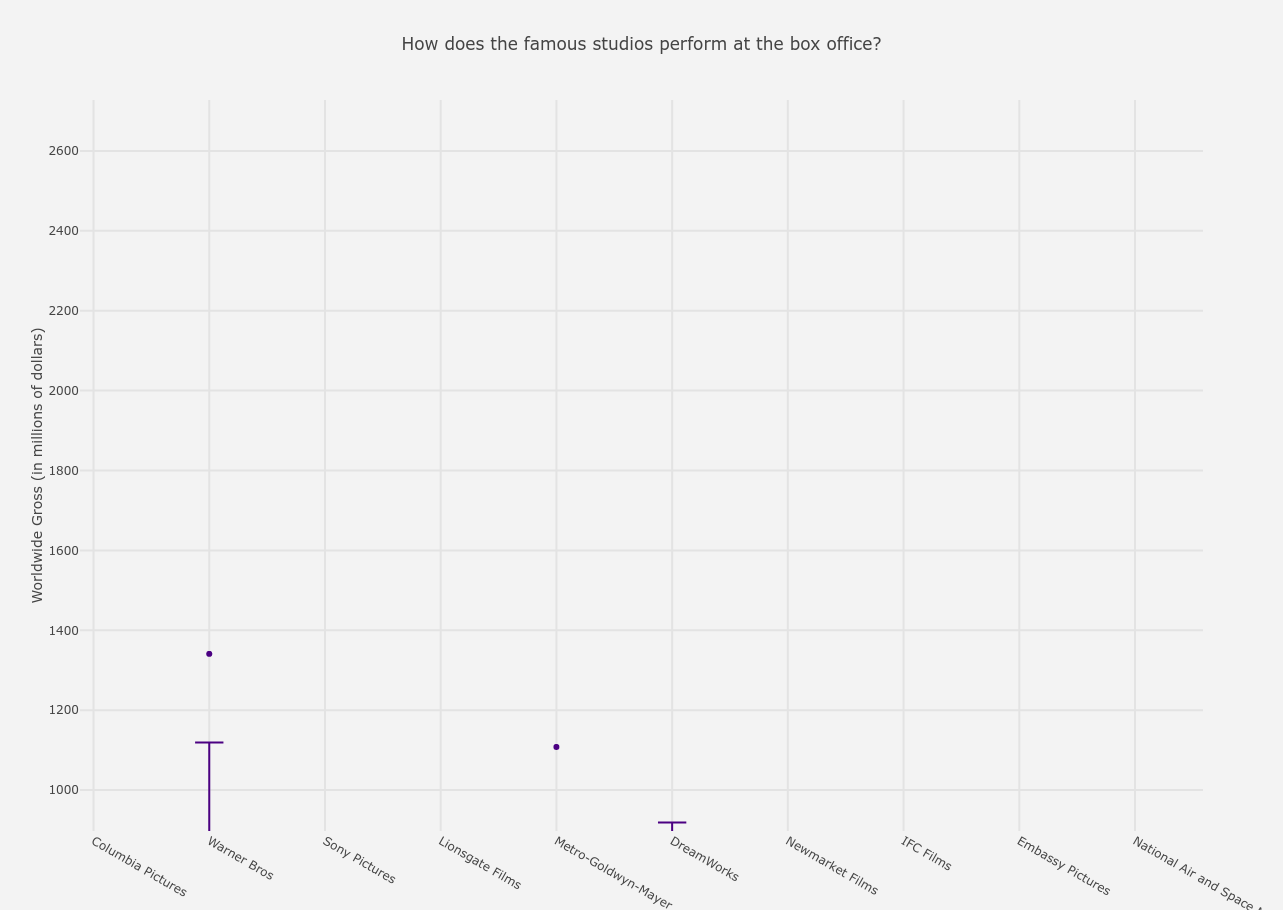 How does the famous studios perform at the box office?
Worldwide Gross (in millions of dollars)
2600
2400
2200
2000
1800
1600
1400
1200
1000
Columbia Pictures
Warner Bros
Sony Pictures
Lionsgate Films
Metro-Goldwyn-Mayer
DreamWorks
Newmarket Films
IFC Films
Embassy Pictures
National Air and Space